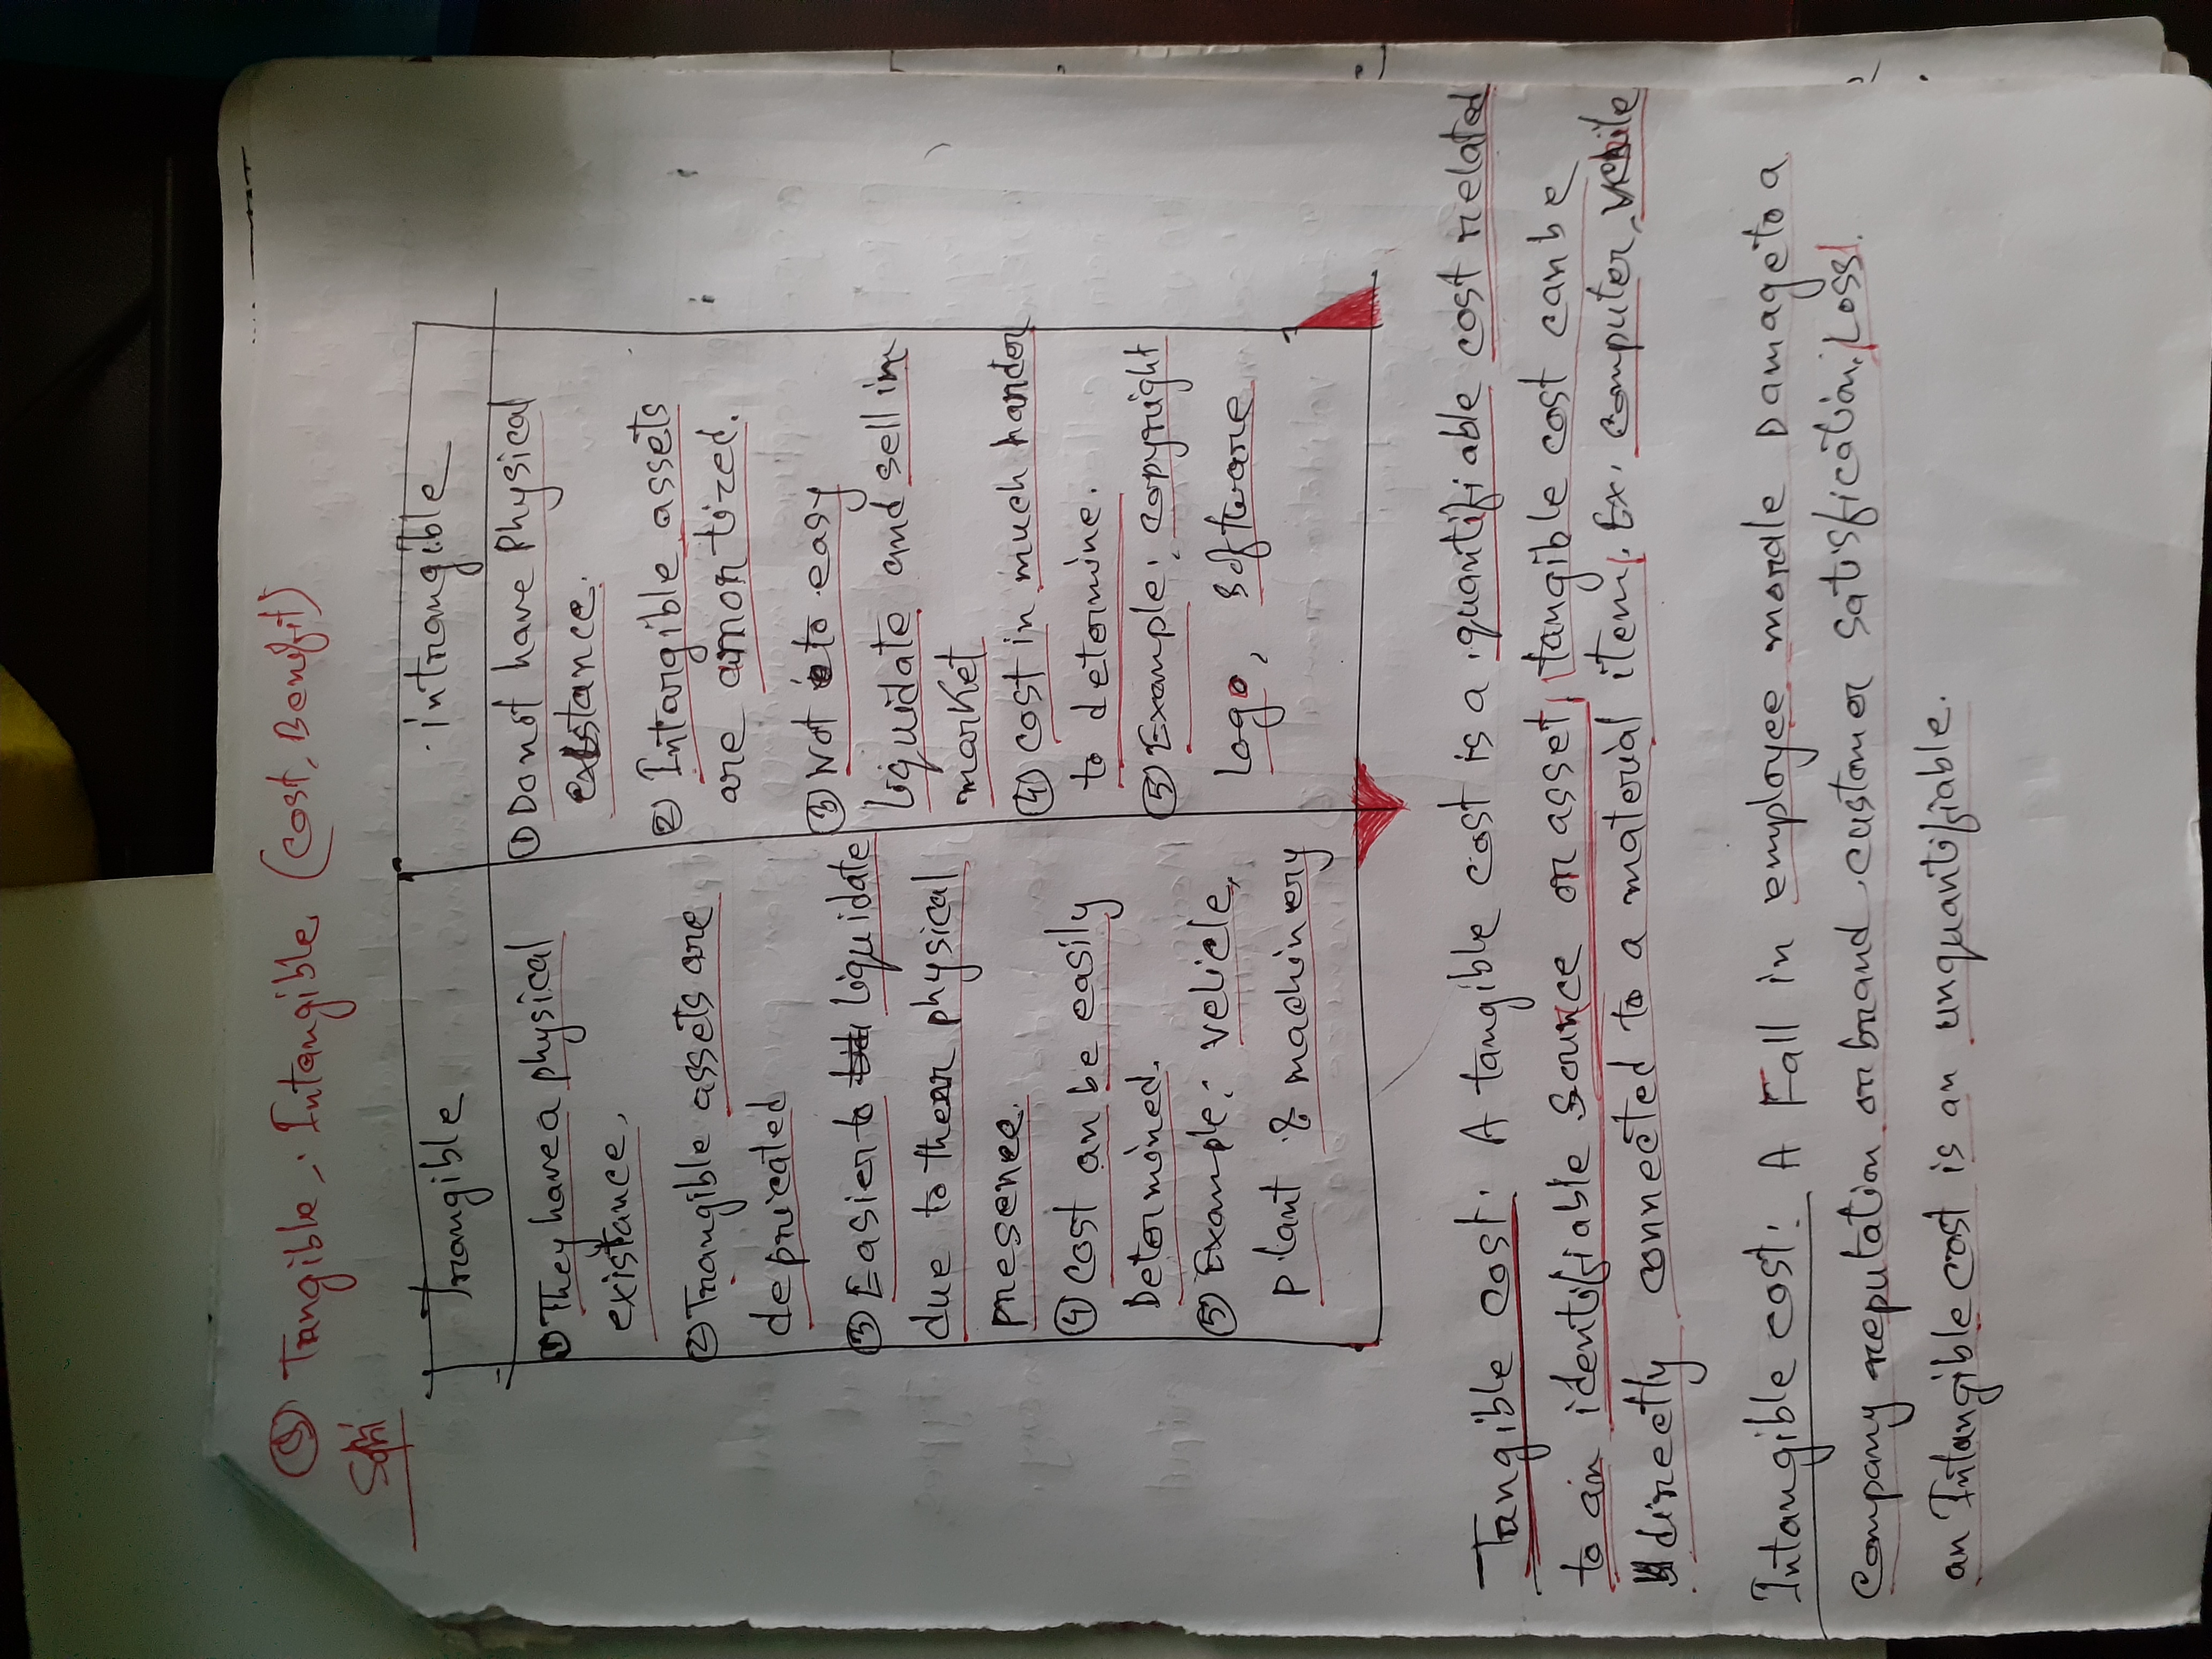 Tangible, Intangible (Cost, Benefit)
Soln
Trangible
intrangible
① They have a physical
existance,
② Trangible assets are
depricated
③ Easier to liquidate
due to their physical
presence.
④ Cost an be easily
Determined.
⑤ Example: vehicle,
plant & machinery
① Do not have Physical
existance.
② Intangible assets
are amortized.
③ Not to easy
liquidate and sell in
market
④ Cost in much harder
to determine.
⑤ Example: copyright
Logo, Software
Tangible cost: A tangible cost is a quantifiable cost related
to an identifiable source or asset, tangible cost can be
directly connected to a material item. Ex. Computer, vehile
Intangible cost: A Fall in employee morale Damage to a
Company reputation or brand customer satisfication, Loss.
an Intangible cost is an unquantifiable.